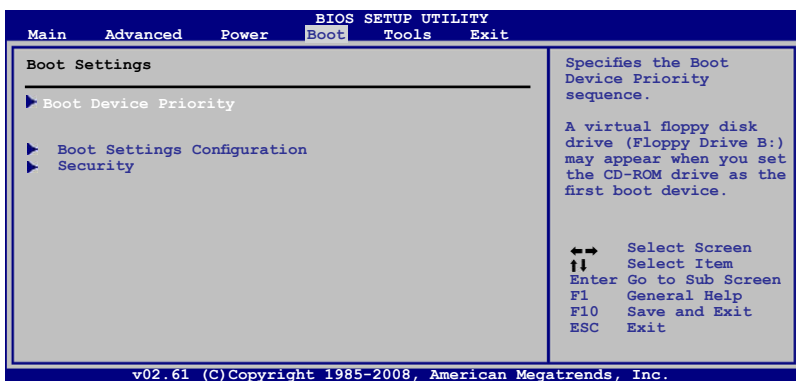 BIOS SETUP UTILITY
Main Advanced Power Boot Tools Exit
Boot Settings
Boot Device Priority
Boot Settings Configuration
Security
Specifies the Boot
Device Priority
sequence.
A virtual floppy disk
drive (Floppy Drive B:)
may appear when you set
the CD-ROM drive as the
first boot device.
←→ Select Screen
↑↓ Select Item
Enter Go to Sub Screen
F1 General Help
F10 Save and Exit
ESC Exit
v02.61 (C)Copyright 1985-2008, American Megatrends, Inc.